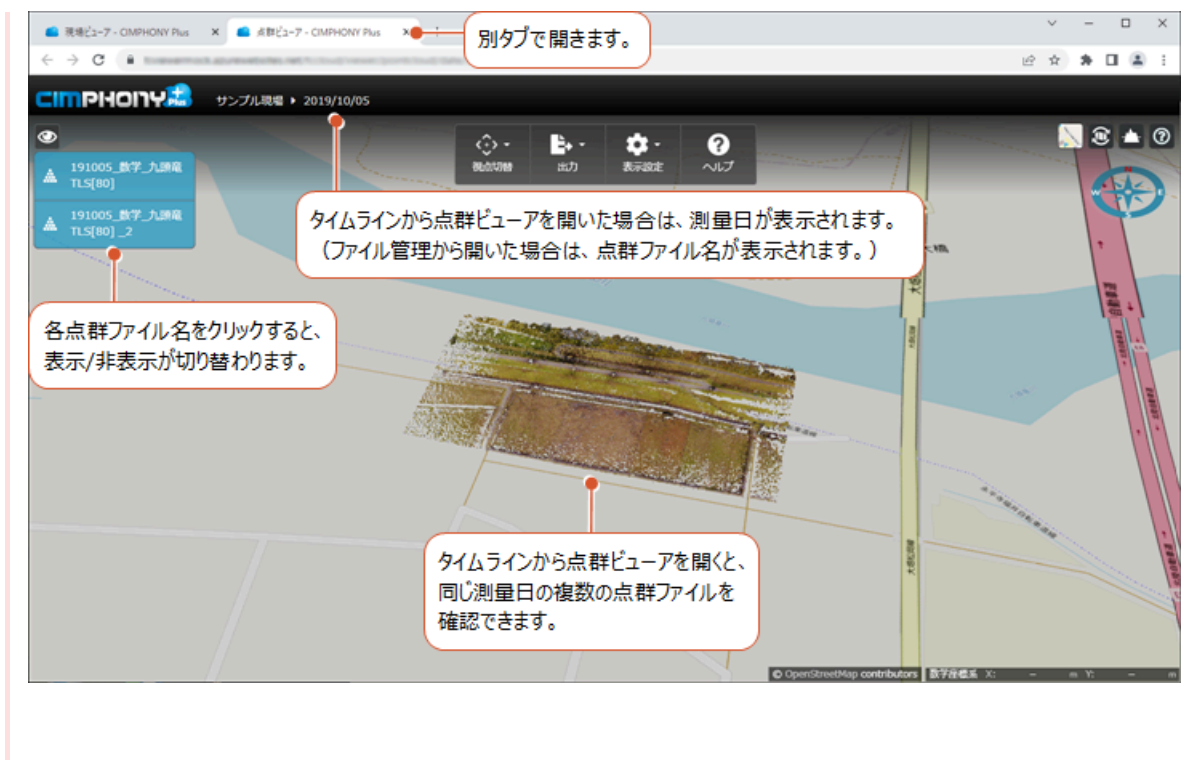 現場ビューア - CIMPHONY Plus
点群ビューア - CIMPHONY Plus
別タブで開きます。
CIMPHONY Plus
サンプル現場 ▸ 2019/10/05
視点切替
出力
表示設定
ヘルプ
191005_数学_九頭竜
TLS[80]
191005_数学_九頭竜
TLS[80] _2
W
E
S
タイムラインから点群ビューアを開いた場合は、測量日が表示されます。
（ファイル管理から開いた場合は、点群ファイル名が表示されます。）
各点群ファイル名をクリックすると、
表示/非表示が切り替わります。
自動車道
タイムラインから点群ビューアを開くと、
同じ測量日の複数の点群ファイルを
確認できます。
© OpenStreetMap contributors
数学座標系 X: － m Y: － m